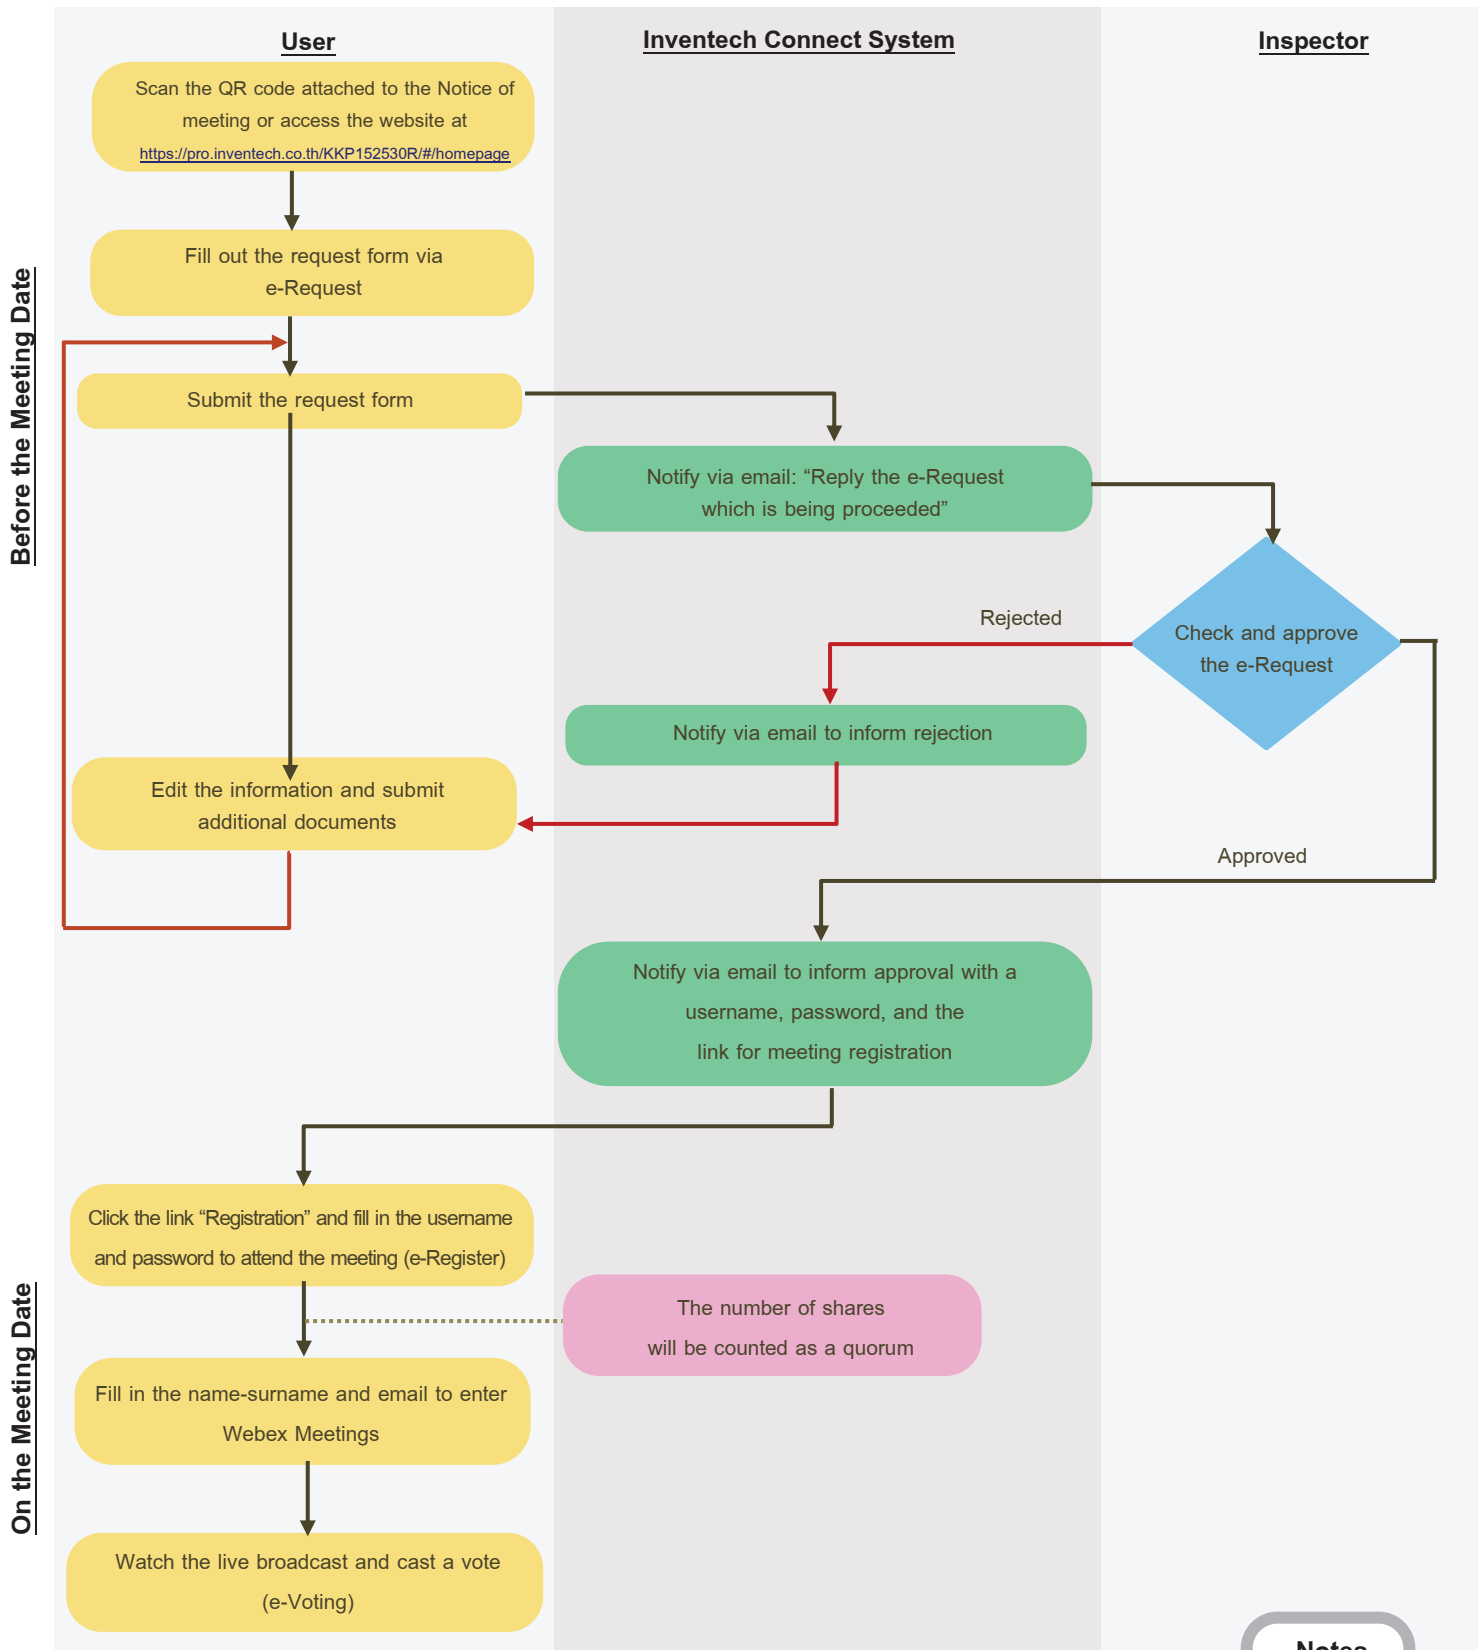 User
Inventech Connect System
Inspector
Before the Meeting Date
Scan the QR code attached to the Notice of
meeting or access the website at
https://pro.inventech.co.th/KKP152530R/#/homepage
Fill out the request form via
e-Request
Submit the request form
Notify via email: “Reply the e-Request
which is being proceeded”
Rejected
Check and approve
the e-Request
Notify via email to inform rejection
Edit the information and submit
additional documents
Approved
Notify via email to inform approval with a
username, password, and the
link for meeting registration
On the Meeting Date
Click the link “Registration” and fill in the username
and password to attend the meeting (e-Register)
The number of shares
will be counted as a quorum
Fill in the name-surname and email to enter
Webex Meetings
Watch the live broadcast and cast a vote
(e-Voting)
Notes